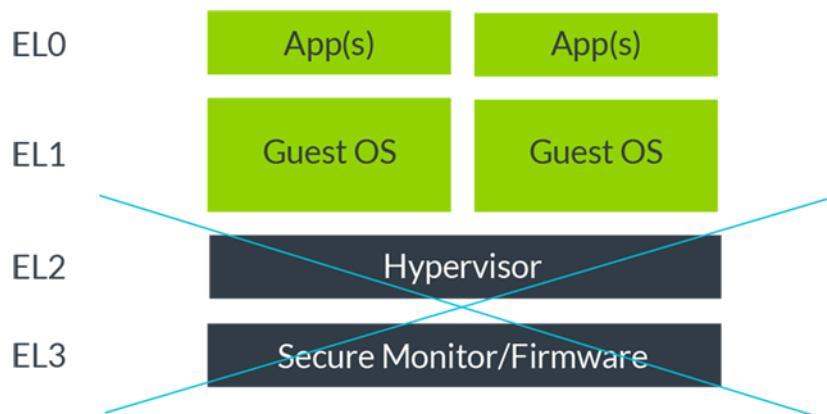 EL0 App(s) App(s)
EL1 Guest OS Guest OS
EL2 Hypervisor
EL3 Secure Monitor/Firmware